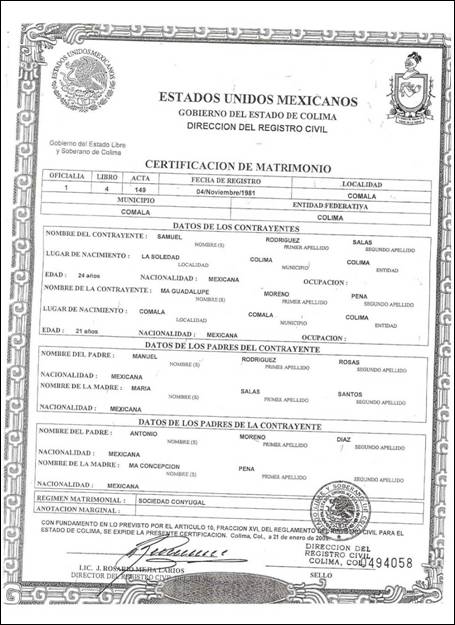 ESTADOS UNIDOS MEXICANOS
ESTADOS UNIDOS MEXICANOS
GOBIERNO DEL ESTADO DE COLIMA
DIRECCION DEL REGISTRO CIVIL
Gobierno del Estado Libre
y Soberano de Colima
CERTIFICACION DE MATRIMONIO
OFICIALIA LIBRO ACTA FECHA DE REGISTRO LOCALIDAD
1 4 149 04/Noviembre/1981 COMALA
MUNICIPIO ENTIDAD FEDERATIVA
COMALA COLIMA
DATOS DE LOS CONTRAYENTES
NOMBRE DEL CONTRAYENTE : SAMUEL RODRIGUEZ SALAS
NOMBRE(S) PRIMER APELLIDO SEGUNDO APELLIDO
LUGAR DE NACIMIENTO : LA SOLEDAD COLIMA COLIMA
LOCALIDAD MUNICIPIO ENTIDAD
EDAD : 24 años NACIONALIDAD : MEXICANA OCUPACION :
NOMBRE DE LA CONTRAYENTE : MA GUADALUPE MORENO PENA
NOMBRE(S) PRIMER APELLIDO SEGUNDO APELLIDO
LUGAR DE NACIMIENTO : COMALA COMALA COLIMA
LOCALIDAD MUNICIPIO ENTIDAD
EDAD : 21 años NACIONALIDAD : MEXICANA OCUPACION :
DATOS DE LOS PADRES DEL CONTRAYENTE
NOMBRE DEL PADRE : MANUEL RODRIGUEZ ROSAS
NOMBRE(S) PRIMER APELLIDO SEGUNDO APELLIDO
NACIONALIDAD : MEXICANA
NOMBRE DE LA MADRE : MARIA SALAS SANTOS
NOMBRE(S) PRIMER APELLIDO SEGUNDO APELLIDO
NACIONALIDAD : MEXICANA
DATOS DE LOS PADRES DE LA CONTRAYENTE
NOMBRE DEL PADRE : ANTONIO MORENO DIAZ
NOMBRE(S) PRIMER APELLIDO SEGUNDO APELLIDO
NACIONALIDAD : MEXICANA
NOMBRE DE LA MADRE : MA CONCEPCION PENA
NOMBRE(S) PRIMER APELLIDO SEGUNDO APELLIDO
NACIONALIDAD : MEXICANA
REGIMEN MATRIMONIAL : SOCIEDAD CONYUGAL
ANOTACION MARGINAL :
CON FUNDAMENTO EN LO PREVISTO POR EL ARTICULO 10, FRACCION XVI, DEL REGLAMENTO DEL REGISTRO CIVIL PARA EL
ESTADO DE COLIMA, SE EXPIDE LA PRESENTE CERTIFICACION. Colima, Col., a 21 de enero de
LIC. J. ROSARIO MEJIA LARIOS
DIRECTOR DEL REGISTRO CIVIL DEL ESTADO
DIRECCION DEL
REGISTRO CIVIL
COLIMA, COL.
0494058
SELLO